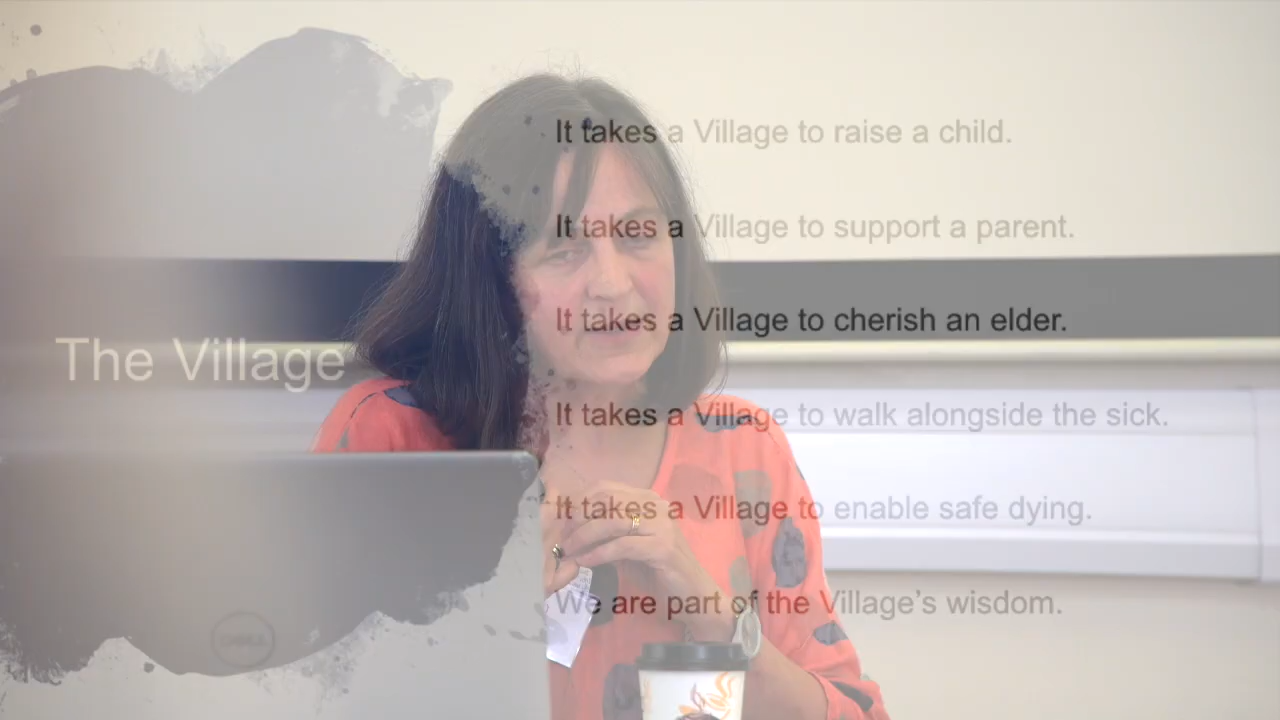 It takes a Village to raise a child.
It takes a Village to support a parent.
It takes a Village to cherish an elder.
The Village
It takes a Village to walk alongside the sick.
It takes a Village to enable safe dying.
We are part of the Village’s wisdom.
DELL